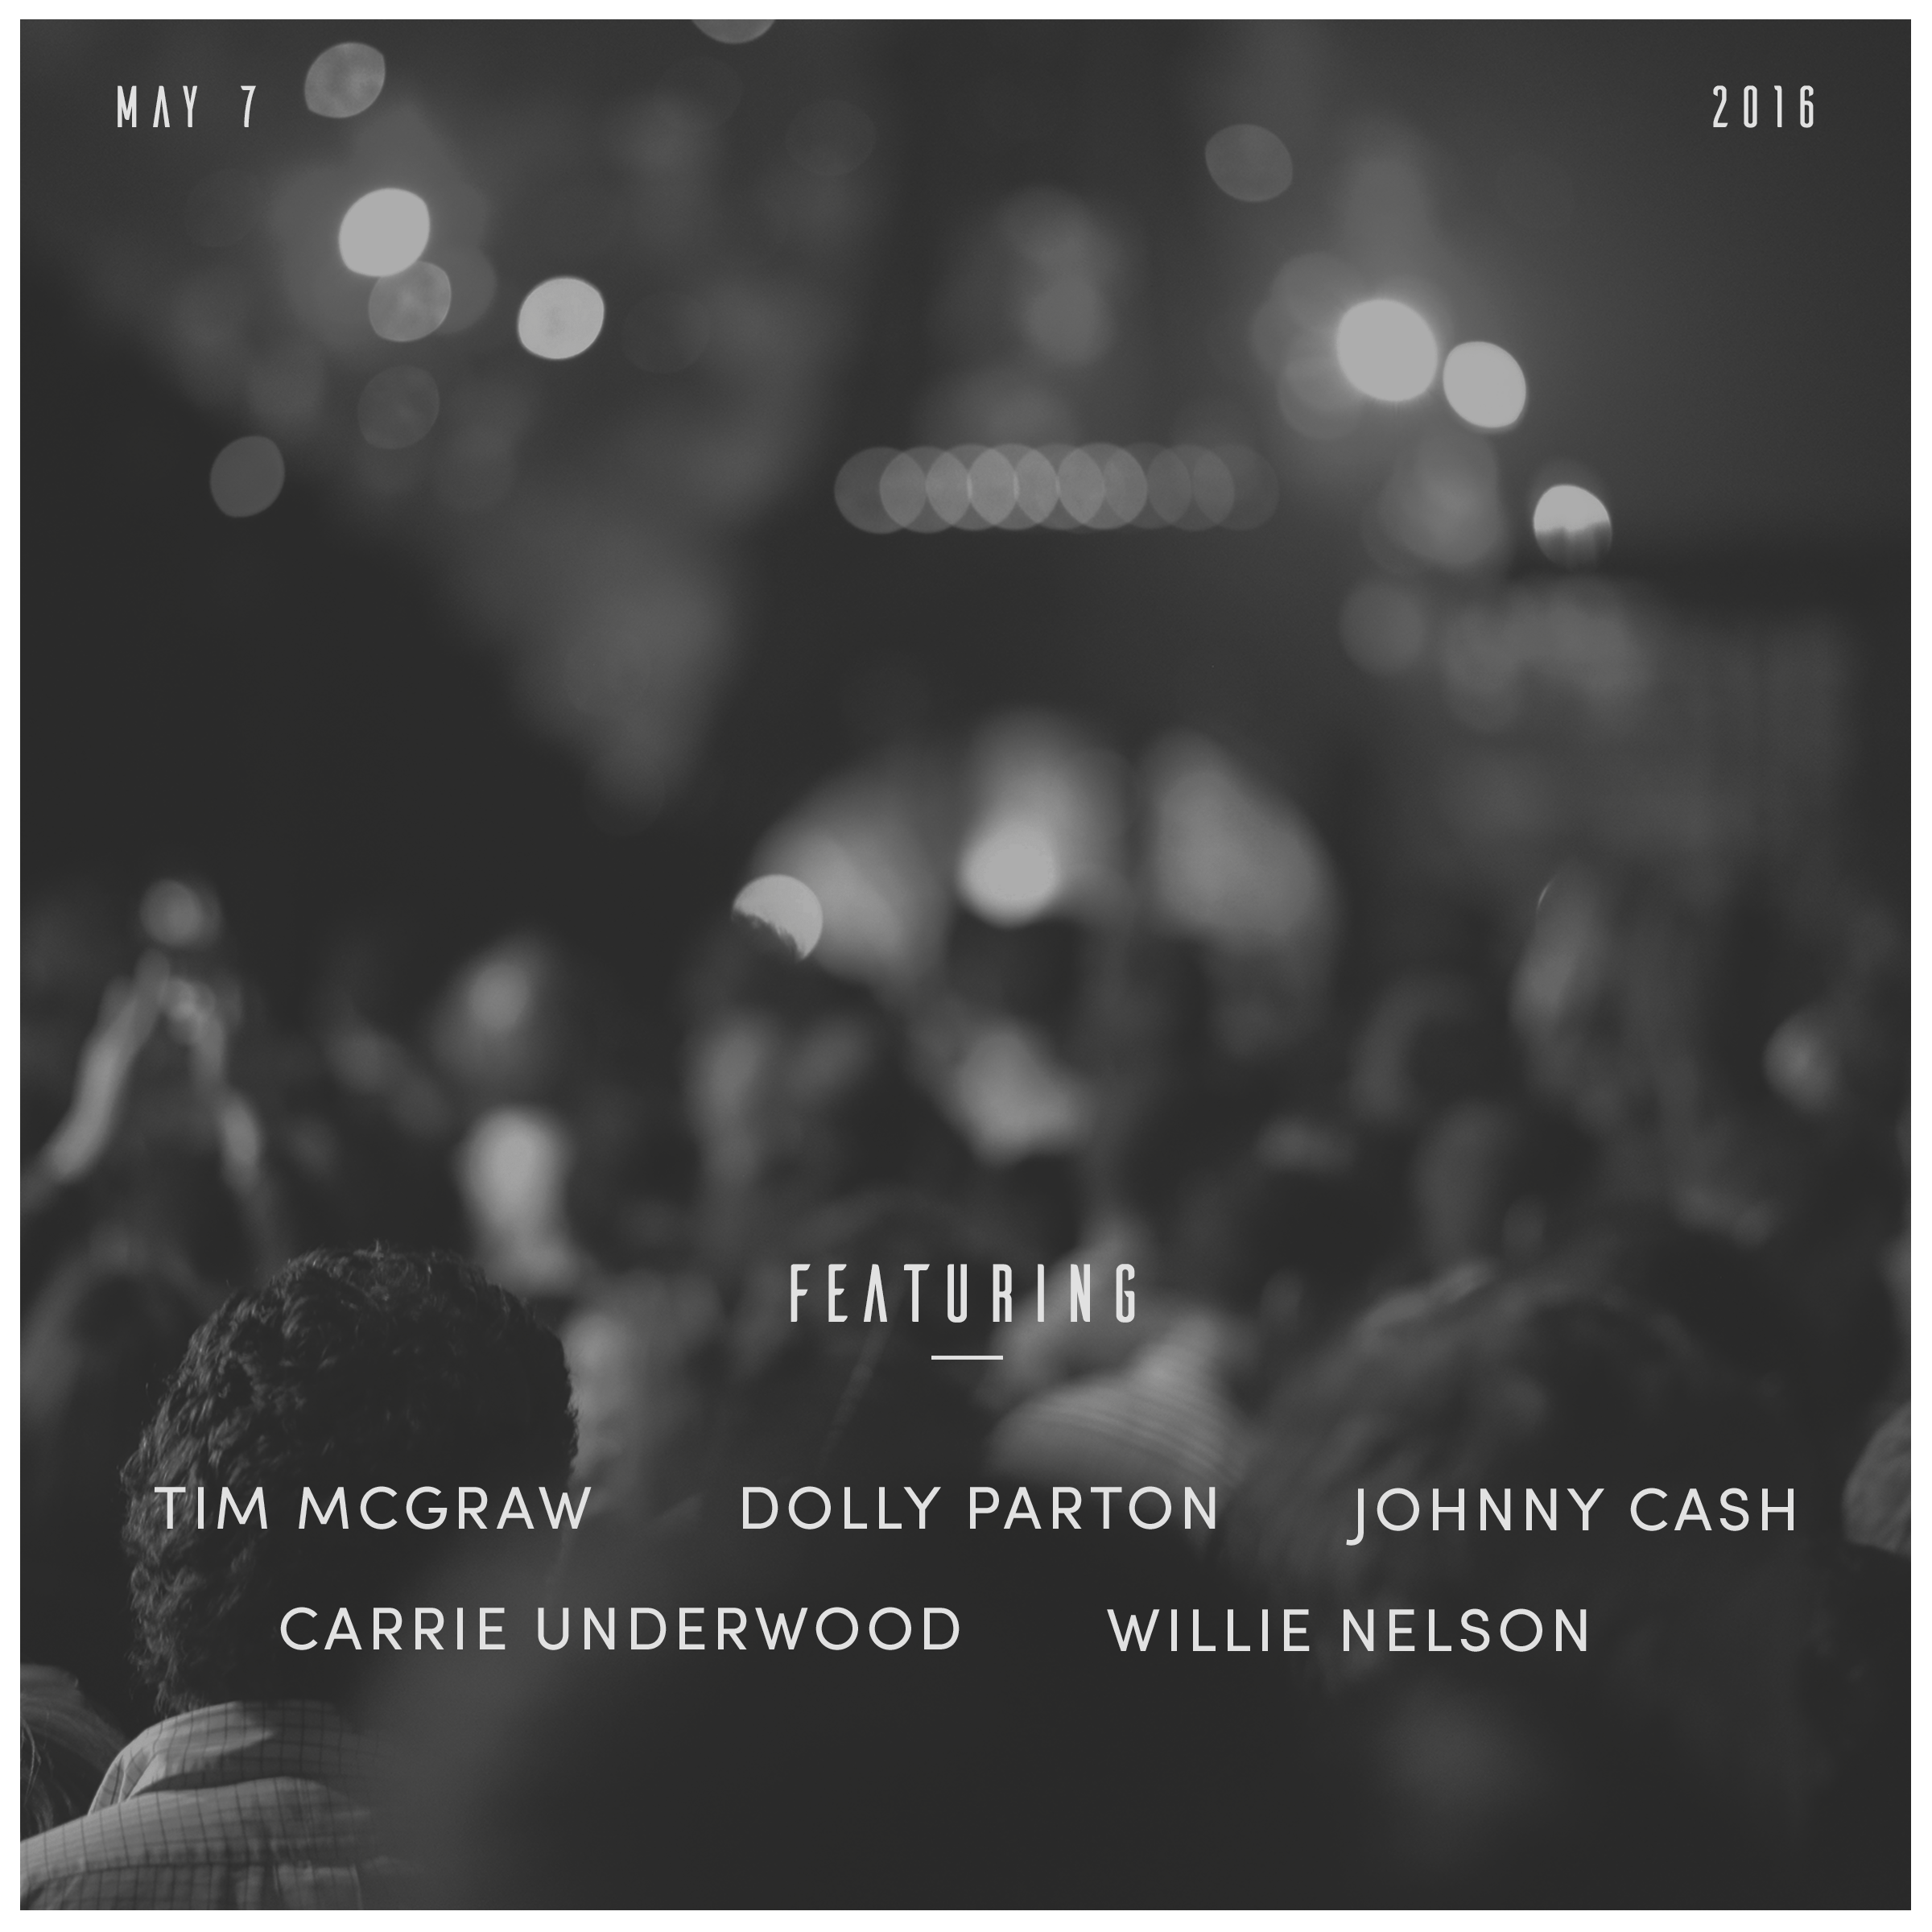 MAY 7 2016
FEATURING
TIM MCGRAW DOLLY PARTON JOHNNY CASH
CARRIE UNDERWOOD WILLIE NELSON